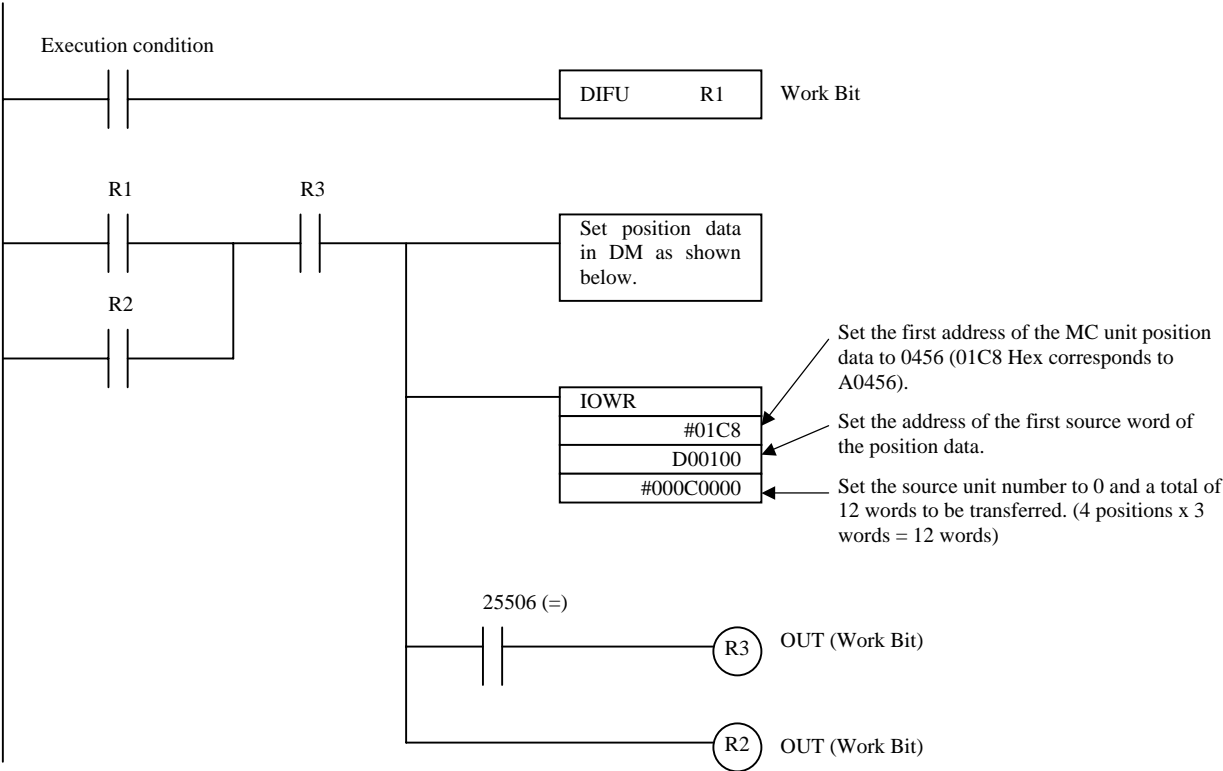 Execution condition
DIFU R1
Work Bit
R1
R3
Set position data
in DM as shown
below.
R2
Set the first address of the MC unit position
data to 0456 (01C8 Hex corresponds to
A0456).
IOWR
#01C8
D00100
#000C0000
Set the address of the first source word of
the position data.
Set the source unit number to 0 and a total of
12 words to be transferred. (4 positions x 3
words = 12 words)
25506 (=)
R3
OUT (Work Bit)
R2
OUT (Work Bit)